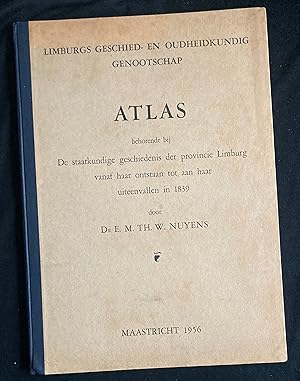 LIMBURGS GESCHIED- EN OUDHEIDKUNDIG
GENOOTSCHAP
ATLAS
behorende bij
De staatkundige geschiedenis der provincie Limburg
vanaf haar ontstaan tot aan haar
uiteenvallen in 1839
door
Dr E. M. TH. W. NUYENS
MAASTRICHT 1956